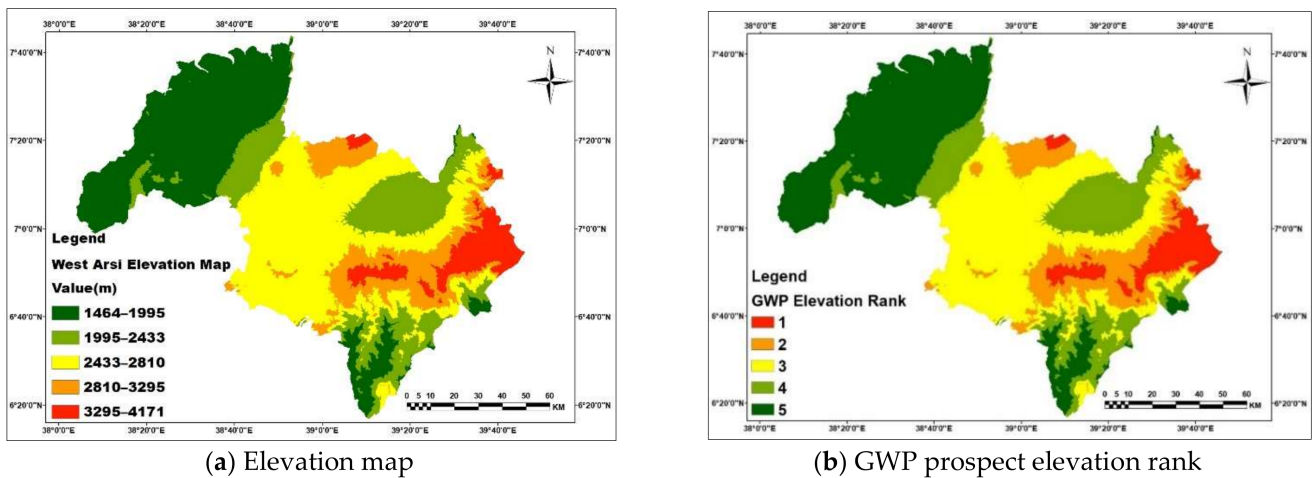 38°0'0"E 38°20'0"E 38°40'0"E 39°0'0"E 39°20'0"E 39°40'0"E
7°40'0"N 7°40'0"N
N
7°20'0"N 7°20'0"N
7°0'0"N 7°0'0"N
Legend
West Arsi Elevation Map
Value(m)
1464–1995
6°40'0"N 6°40'0"N
1995–2433
2433–2810
2810–3295
3295–4171
0 5 10 20 30 40 50 60
KM
6°20'0"N 6°20'0"N
38°0'0"E 38°20'0"E 38°40'0"E 39°0'0"E 39°20'0"E 39°40'0"E
(a) Elevation map
38°0'0"E 38°20'0"E 38°40'0"E 39°0'0"E 39°20'0"E 39°40'0"E
7°40'0"N 7°40'0"N
N
7°20'0"N 7°20'0"N
7°0'0"N 7°0'0"N
Legend
GWP Elevation Rank
6°40'0"N 6°40'0"N
1
2
3
4
5
0 5 10 20 30 40 50 60
KM
6°20'0"N 6°20'0"N
38°0'0"E 38°20'0"E 38°40'0"E 39°0'0"E 39°20'0"E 39°40'0"E
(b) GWP prospect elevation rank